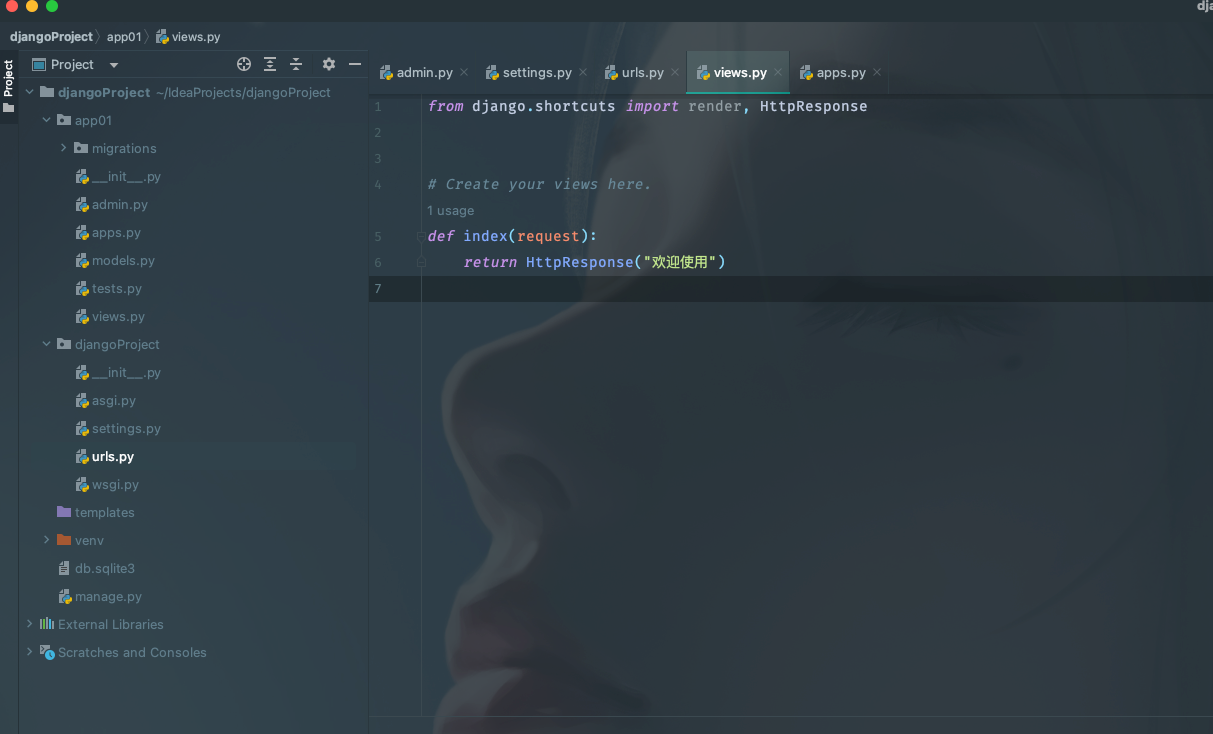 dja
djangoProject
app01
views.py
Project
Project
admin.py
settings.py
urls.py
views.py
apps.py
djangoProject ~/IdeaProjects/djangoProject
app01
migrations
__init__.py
admin.py
apps.py
models.py
tests.py
views.py
djangoProject
__init__.py
asgi.py
settings.py
urls.py
wsgi.py
templates
venv
db.sqlite3
manage.py
External Libraries
Scratches and Consoles
1 from django.shortcuts import render, HttpResponse
2
3
4 # Create your views here.
1 usage
5 def index(request):
6 return HttpResponse("欢迎使用")
7